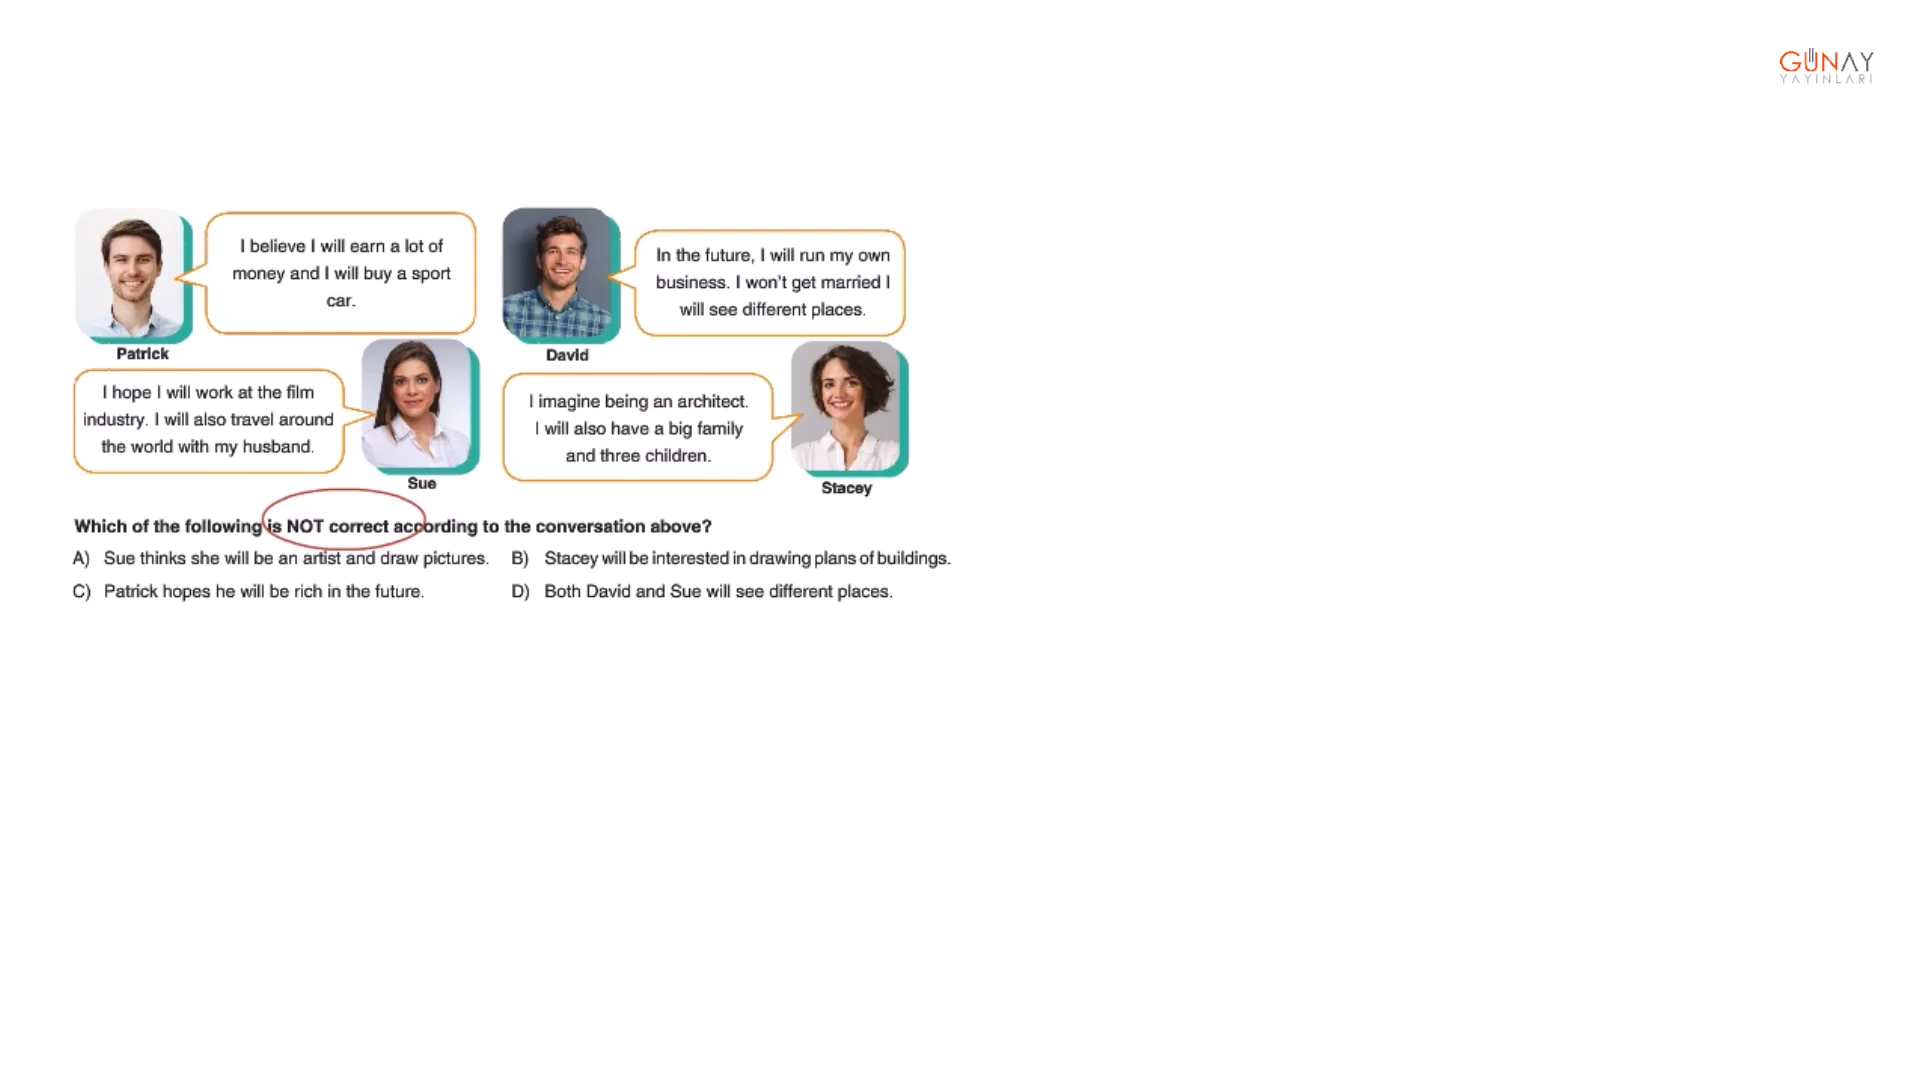 GÜNAY
YAYINLARI
I believe I will earn a lot of
money and I will buy a sport
car.
Patrick
In the future, I will run my own
business. I won't get married I
will see different places.
David
I hope I will work at the film
industry. I will also travel around
the world with my husband.
Sue
I imagine being an architect.
I will also have a big family
and three children.
Stacey
Which of the following is NOT correct according to the conversation above?
A) Sue thinks she will be an artist and draw pictures.
B) Stacey will be interested in drawing plans of buildings.
C) Patrick hopes he will be rich in the future.
D) Both David and Sue will see different places.